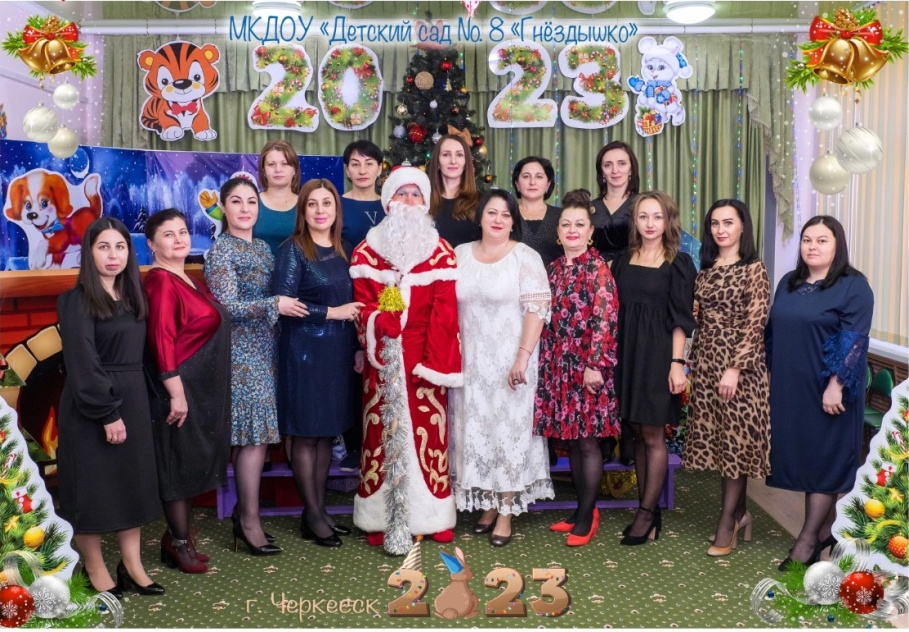 МКДОУ «Детский сад No. 8 «Гнёздышко»
2023
г. Черкесск 2023